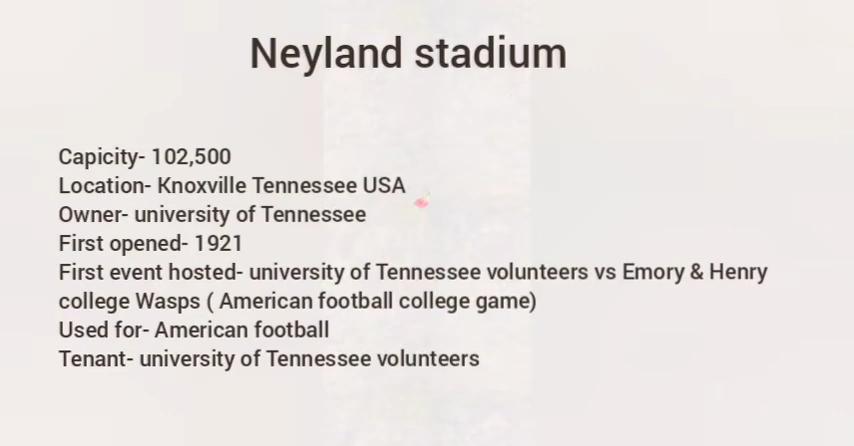 Neyland stadium
Capicity- 102,500
Location- Knoxville Tennessee USA
Owner- university of Tennessee
First opened- 1921
First event hosted- university of Tennessee volunteers vs Emory & Henry
college Wasps ( American football college game)
Used for- American football
Tenant- university of Tennessee volunteers